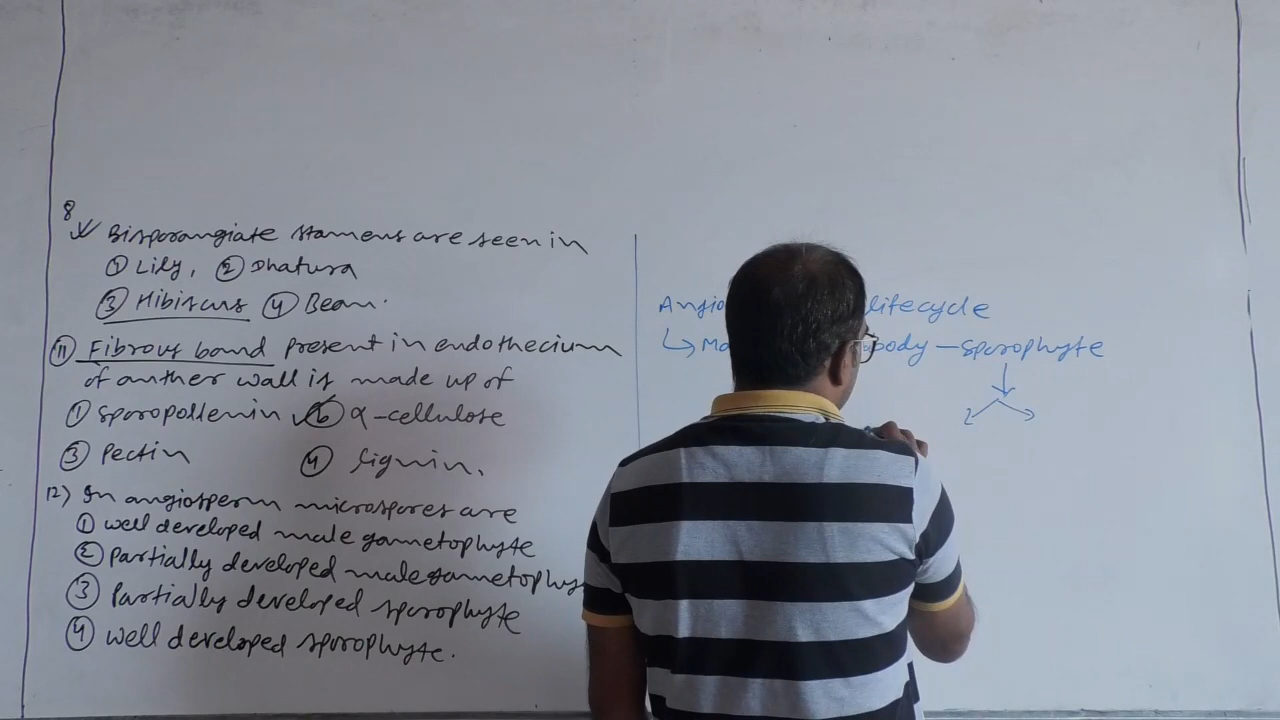 8
Bisporangiate stamens are seen in
① Lily, ② Dhatura
③ Hibiscus ④ Bean.
⑪ Fibrous band present in endothecium
of anther wall is made up of
① sporopollenin ② α-cellulose
③ Pectin ④ Lignin.
12) In angiosperm microspores are
① well developed male gametophyte
② Partially developed male gametophy
③ Partially developed sporophyte
④ well developed sporophyte.
Angio lifecycle
↳ Ma body - sporophyte